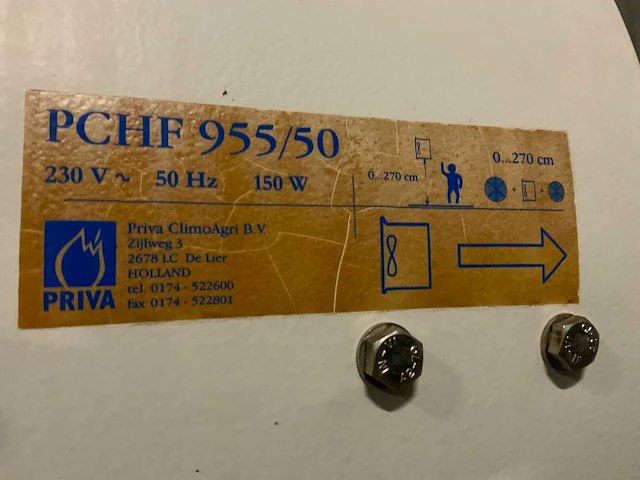 PCHF 955/50
230 V ~ 50 Hz 150 W
0...270 cm
0...270 cm
Priva ClimoAgri B.V.
Zijlweg 3
2678 LC De Lier
HOLLAND
tel. 0174 - 522600
fax 0174 - 522801
PRIVA